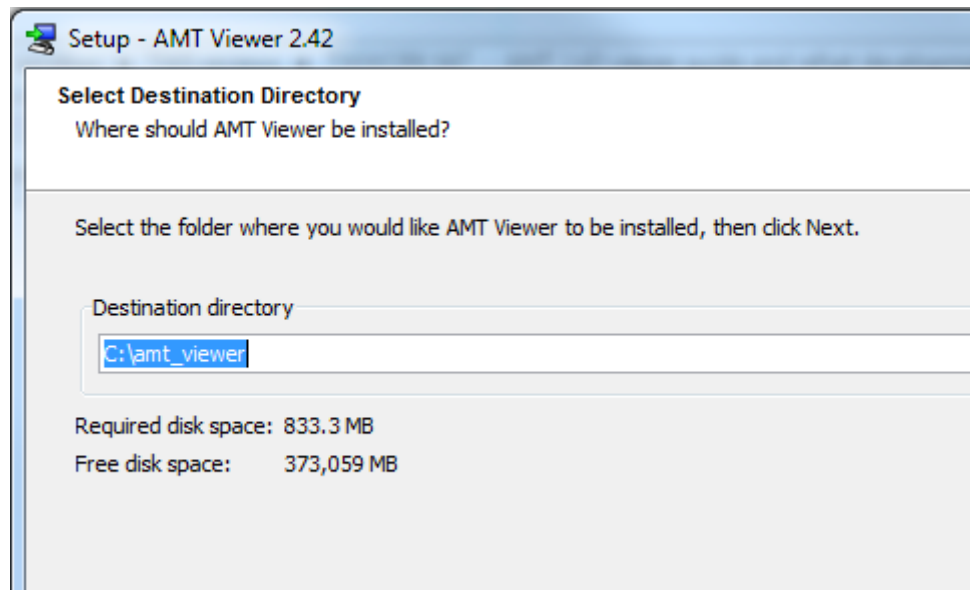 Setup - AMT Viewer 2.42
Select Destination Directory
Where should AMT Viewer be installed?
Select the folder where you would like AMT Viewer to be installed, then click Next.
Destination directory
C:\amt_viewer
Required disk space: 833.3 MB
Free disk space: 373,059 MB